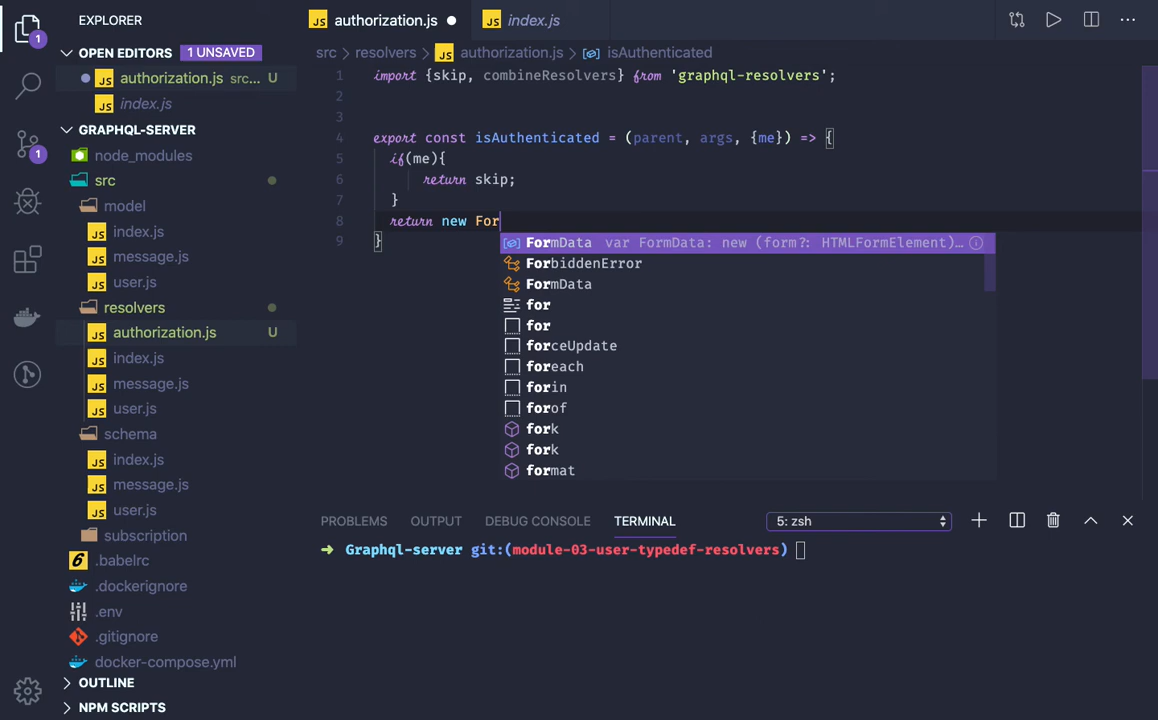 EXPLORER
OPEN EDITORS 1 UNSAVED
authorization.js src... U
index.js
GRAPHQL-SERVER
node_modules
src
model
index.js
message.js
user.js
resolvers
authorization.js U
index.js
message.js
user.js
schema
index.js
message.js
user.js
subscription
.babelrc
.dockerignore
.env
.gitignore
docker-compose.yml
OUTLINE
NPM SCRIPTS
1
1
JS authorization.js
JS index.js
src > resolvers > JS authorization.js > isAuthenticated
1 import {skip, combineResolvers} from 'graphql-resolvers';
2
3
4 export const isAuthenticated = (parent, args, {me}) => {
5 if(me){
6 return skip;
7 }
8 return new For
9 }
FormData var FormData: new (form?: HTMLFormElement)...
ForbiddenError
FormData
for
for
forceUpdate
foreach
forin
forof
fork
fork
format
PROBLEMS OUTPUT DEBUG CONSOLE TERMINAL 5: zsh
➜ Graphql-server git:(module-03-user-typedef-resolvers)